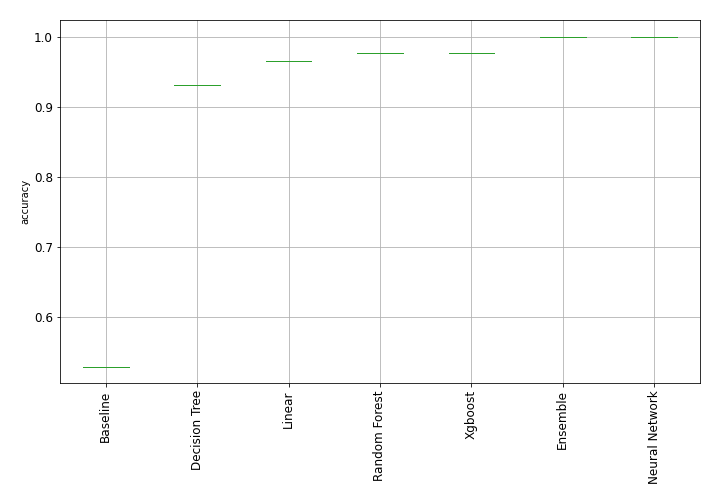 1.0
0.9
0.8
0.7
0.6
accuracy
Baseline
Decision Tree
Linear
Random Forest
Xgboost
Ensemble
Neural Network